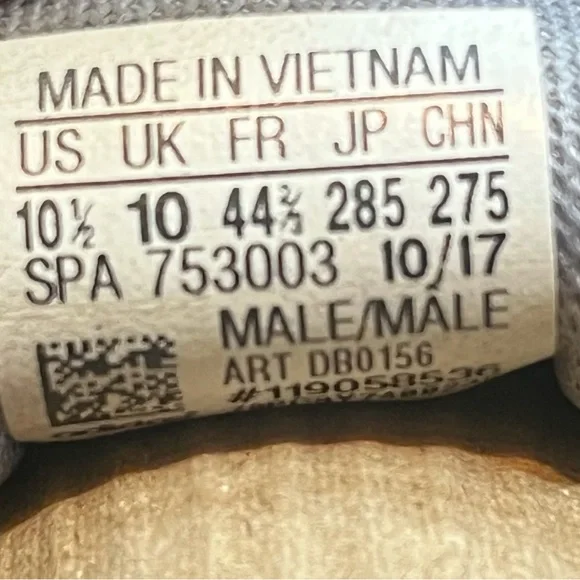 MADE IN VIETNAM
US UK FR JP CHN
10½ 10 44⅔ 285 275
SPA 753003 10/17
MALE/MÂLE
ART DB0156
#119058536